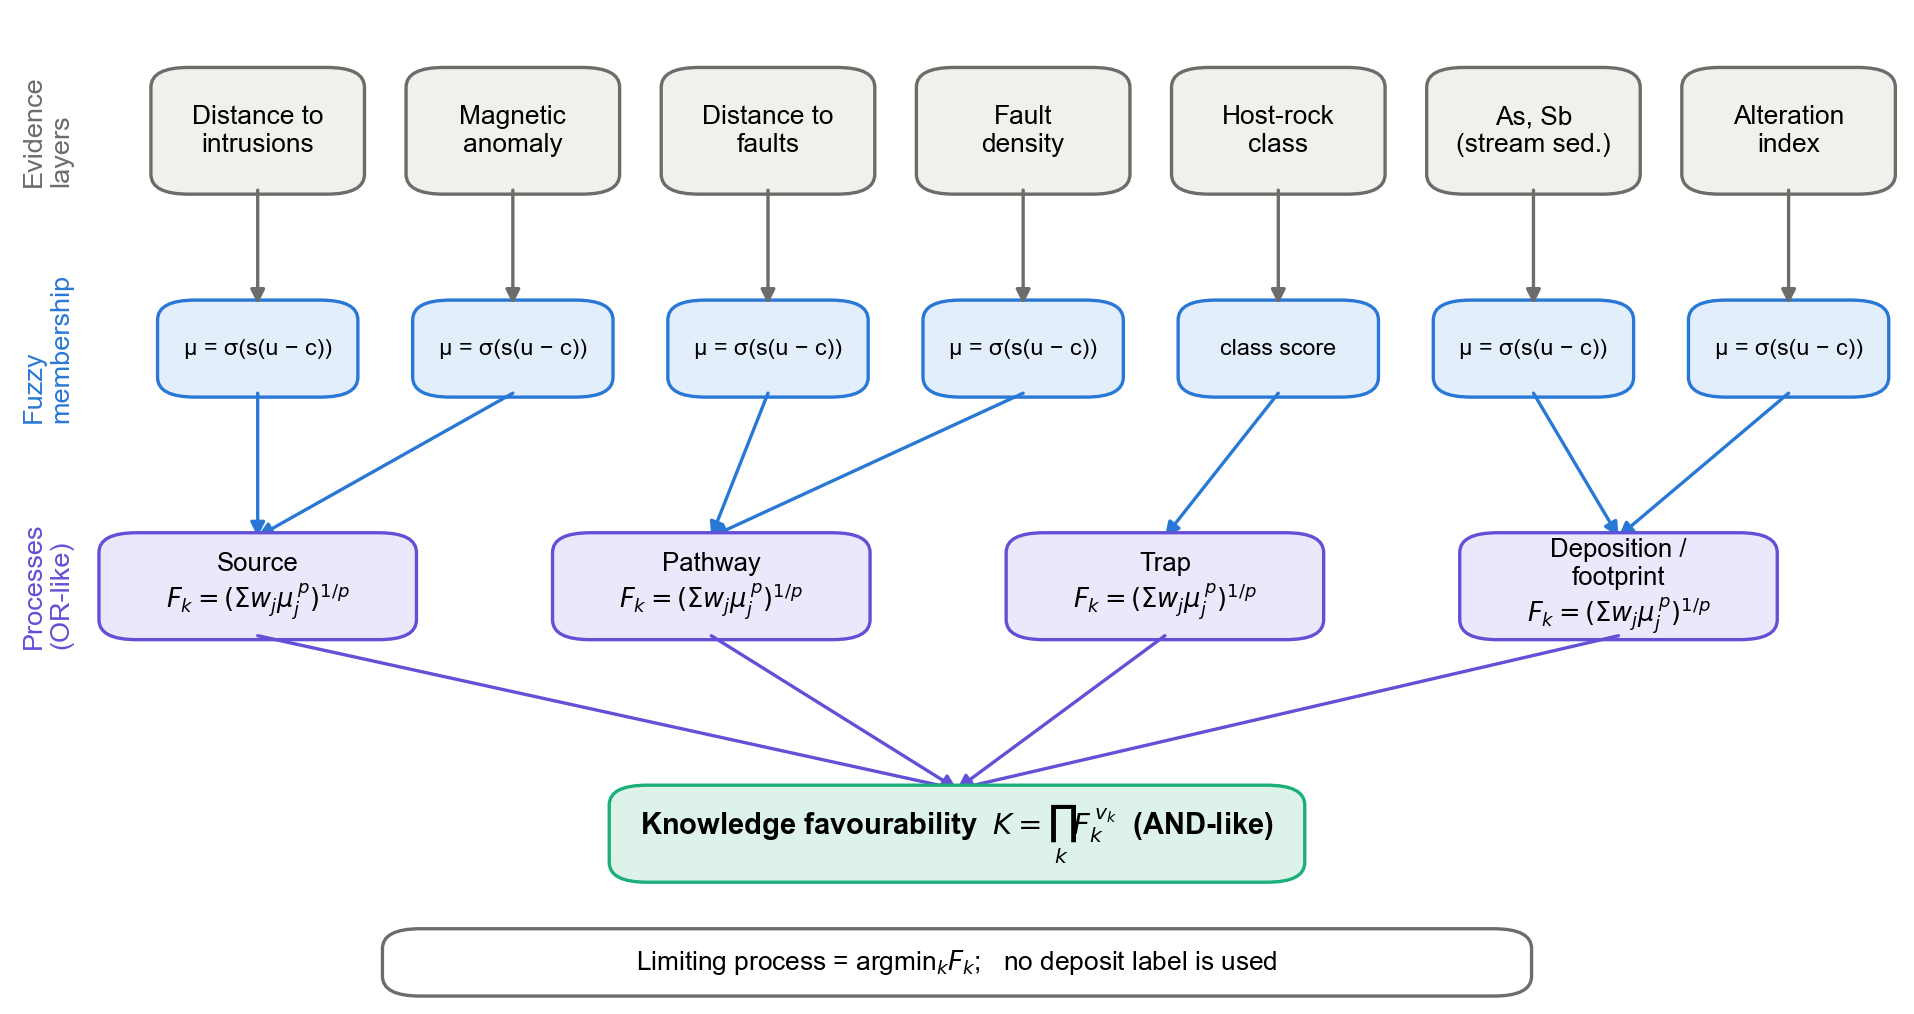 Evidence
layers
Distance to
intrusions
Magnetic
anomaly
Distance to
faults
Fault
density
Host-rock
class
As, Sb
(stream sed.)
Alteration
index
Fuzzy
membership
μ = σ(s(u − c))
μ = σ(s(u − c))
μ = σ(s(u − c))
μ = σ(s(u − c))
class score
μ = σ(s(u − c))
μ = σ(s(u − c))
Processes
(OR-like)
Source
F_k = (Σw_jμ_j^p)^{1/p}
Pathway
F_k = (Σw_jμ_j^p)^{1/p}
Trap
F_k = (Σw_jμ_j^p)^{1/p}
Deposition /
footprint
F_k = (Σw_jμ_j^p)^{1/p}
Knowledge favourability K = ∏_k F_k^{v_k} (AND-like)
Limiting process = argmin_k F_k; no deposit label is used